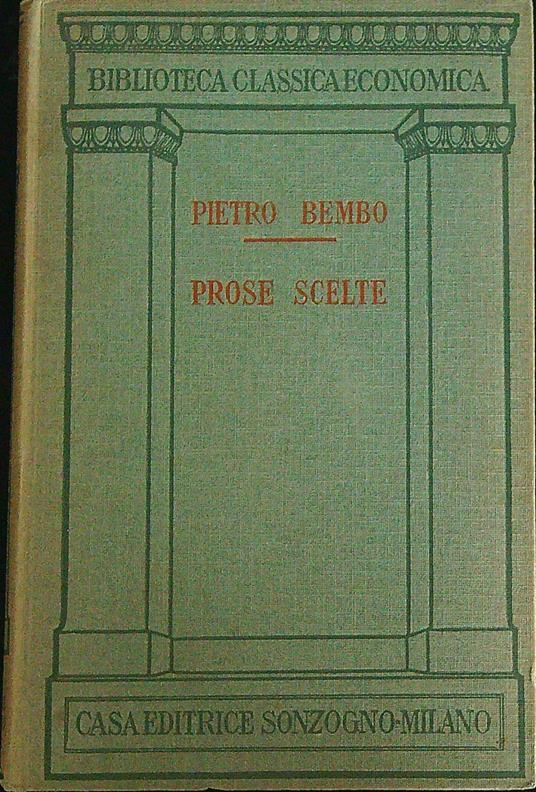 BIBLIOTECA CLASSICA ECONOMICA
PIETRO BEMBO
PROSE SCELTE
CASA EDITRICE SONZOGNO-MILANO